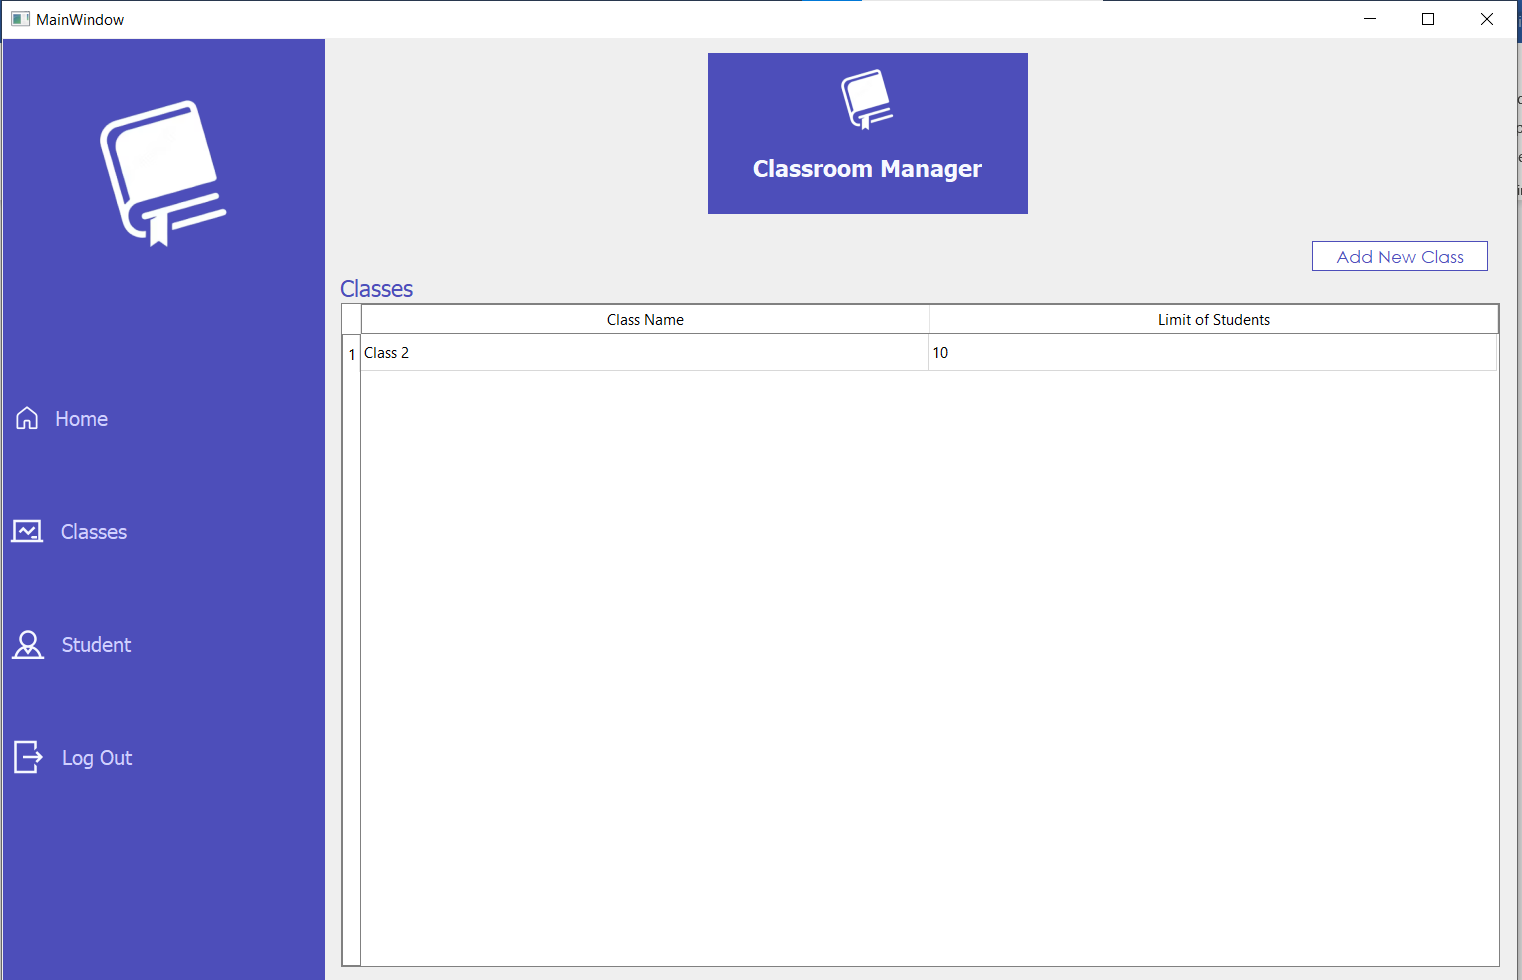 MainWindow
Classroom Manager
Add New Class
Classes
Class Name Limit of Students
1 Class 2 10
Home
Classes
Student
Log Out